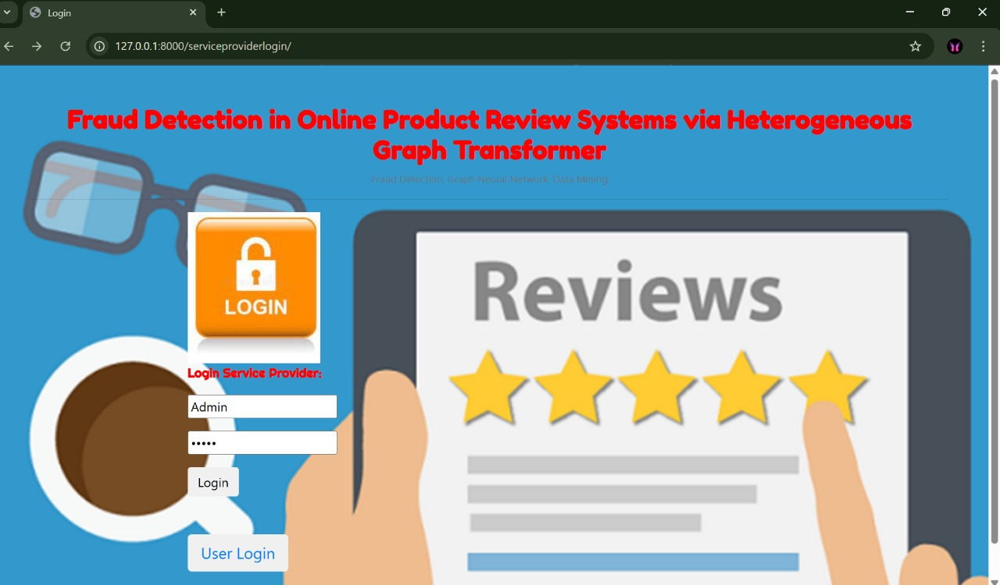 Login
127.0.0.1:8000/serviceproviderlogin/
Fraud Detection in Online Product Review Systems via Heterogeneous
Graph Transformer
Fraud Detection, Graph Neural Network, Data Mining
LOGIN
Reviews
Login Service Provider:
Admin
•••••
Login
User Login